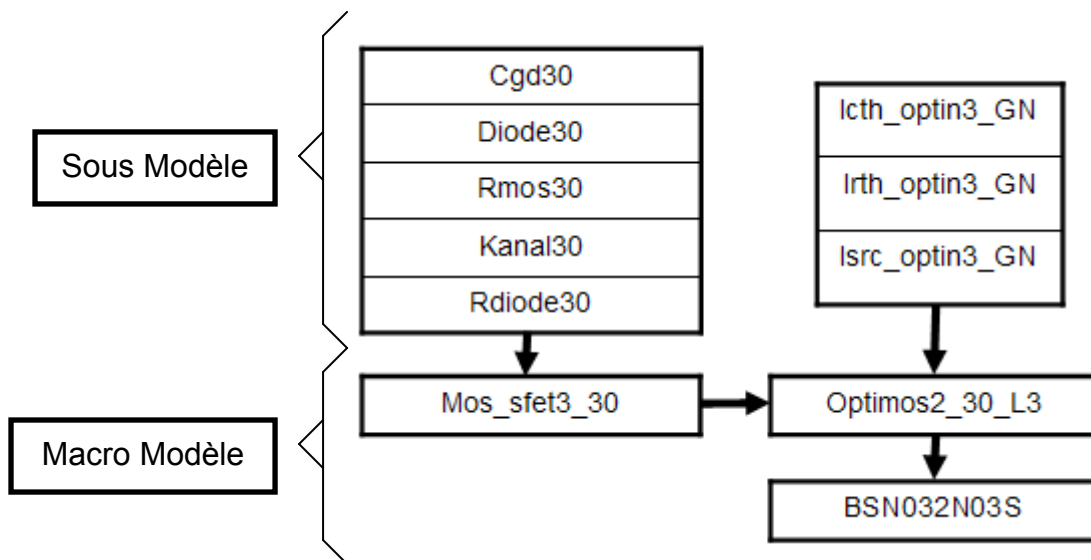 Sous Modèle
Cgd30
Diode30
Rmos30
Kanal30
Rdiode30
Icth_optin3_GN
Irth_optin3_GN
Isrc_optin3_GN
Macro Modèle
Mos_sfet3_30
Optimos2_30_L3
BSN032N03S